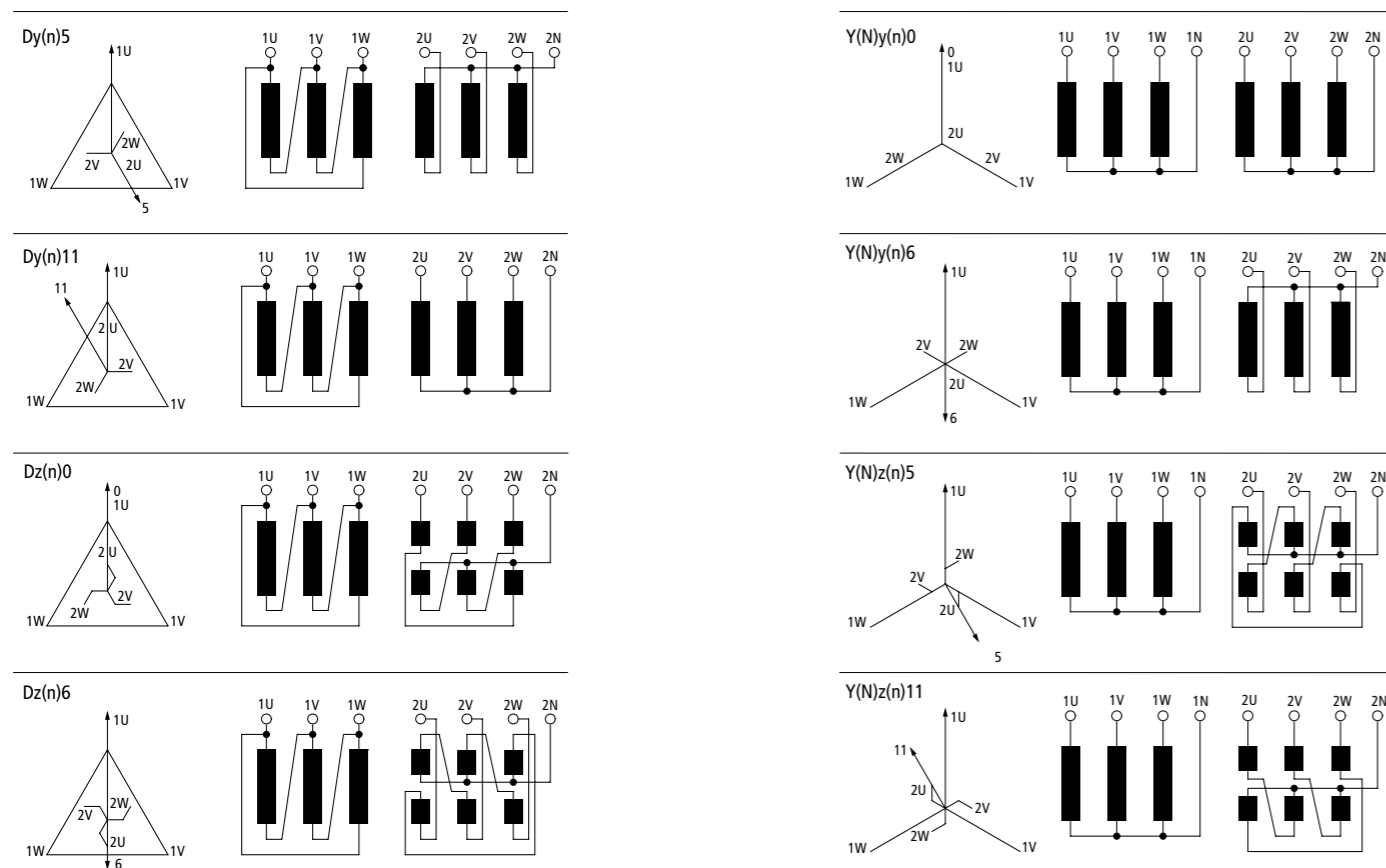 Dy(n)5
1U
2W
2V 2U
1W 1V
5
1U 1V 1W 2U 2V 2W 2N
Dy(n)11
11
1U
2U
2V
2W
1W 1V
1U 1V 1W 2U 2V 2W 2N
Dz(n)0
0
1U
2U
2V
2W
1W 1V
1U 1V 1W 2U 2V 2W 2N
Dz(n)6
1U
2V 2W
2U
1W 1V
6
1U 1V 1W 2U 2V 2W 2N
Y(N)y(n)0
0
1U
2U
2W 2V
1W 1V
1U 1V 1W 1N 2U 2V 2W 2N
Y(N)y(n)6
1U
2V 2W
2U
1W 1V
6
1U 1V 1W 1N 2U 2V 2W 2N
Y(N)z(n)5
1U
2W
2V
2U
1W 1V
5
1U 1V 1W 1N 2U 2V 2W 2N
Y(N)z(n)11
1U
11
2U
2V
2W
1W 1V
1U 1V 1W 1N 2U 2V 2W 2N